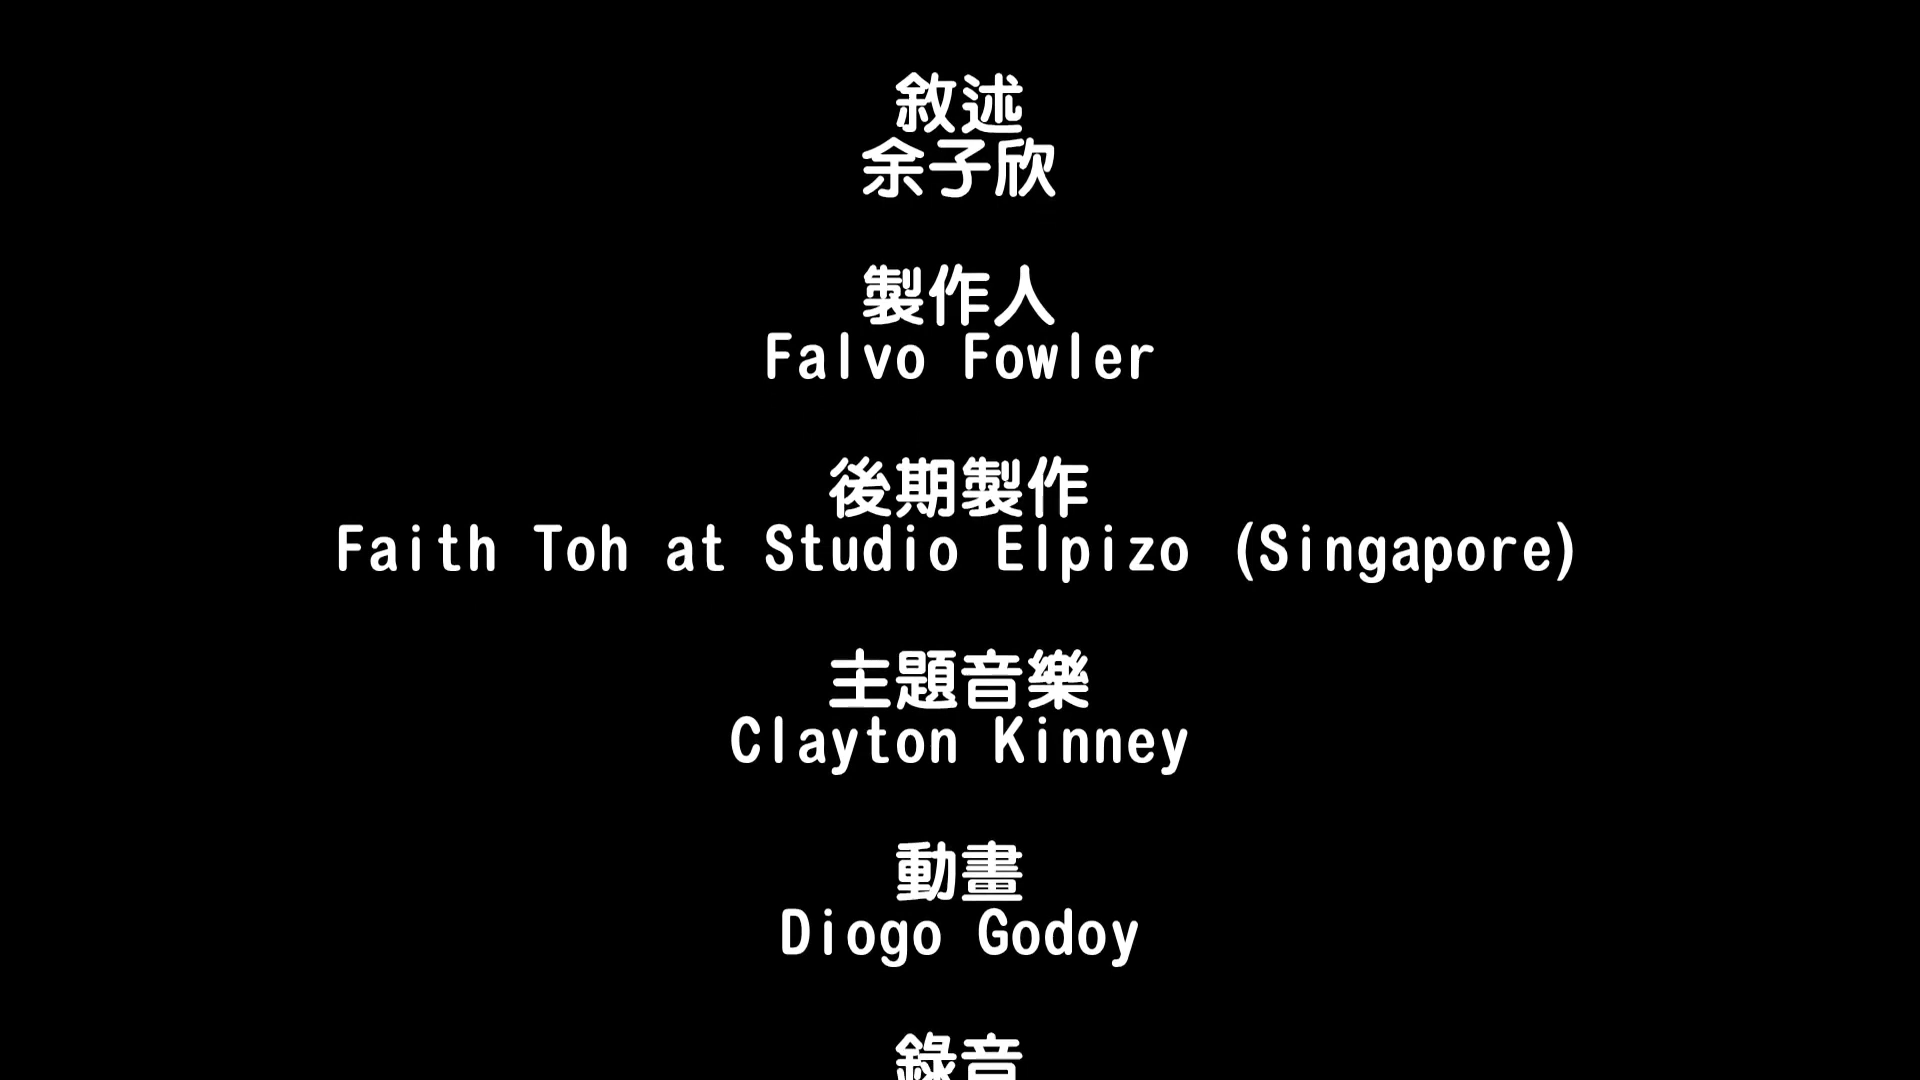 敘述
余子欣
製作人
Falvo Fowler
後期製作
Faith Toh at Studio Elpizo (Singapore)
主題音樂
Clayton Kinney
動畫
Diogo Godoy
錄音